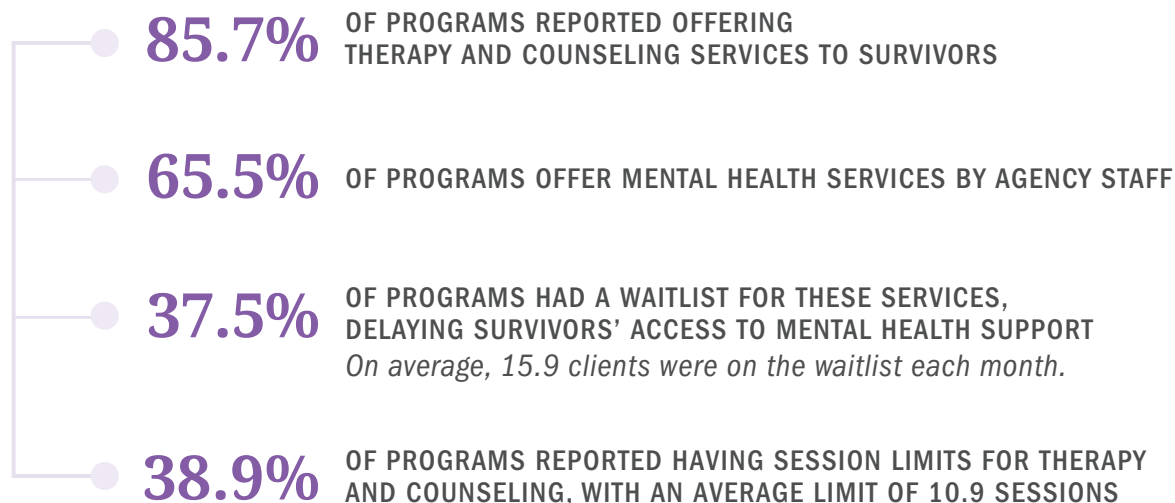 85.7% OF PROGRAMS REPORTED OFFERING
THERAPY AND COUNSELING SERVICES TO SURVIVORS
65.5% OF PROGRAMS OFFER MENTAL HEALTH SERVICES BY AGENCY STAFF
37.5% OF PROGRAMS HAD A WAITLIST FOR THESE SERVICES,
DELAYING SURVIVORS’ ACCESS TO MENTAL HEALTH SUPPORT
On average, 15.9 clients were on the waitlist each month.
38.9% OF PROGRAMS REPORTED HAVING SESSION LIMITS FOR THERAPY
AND COUNSELING, WITH AN AVERAGE LIMIT OF 10.9 SESSIONS